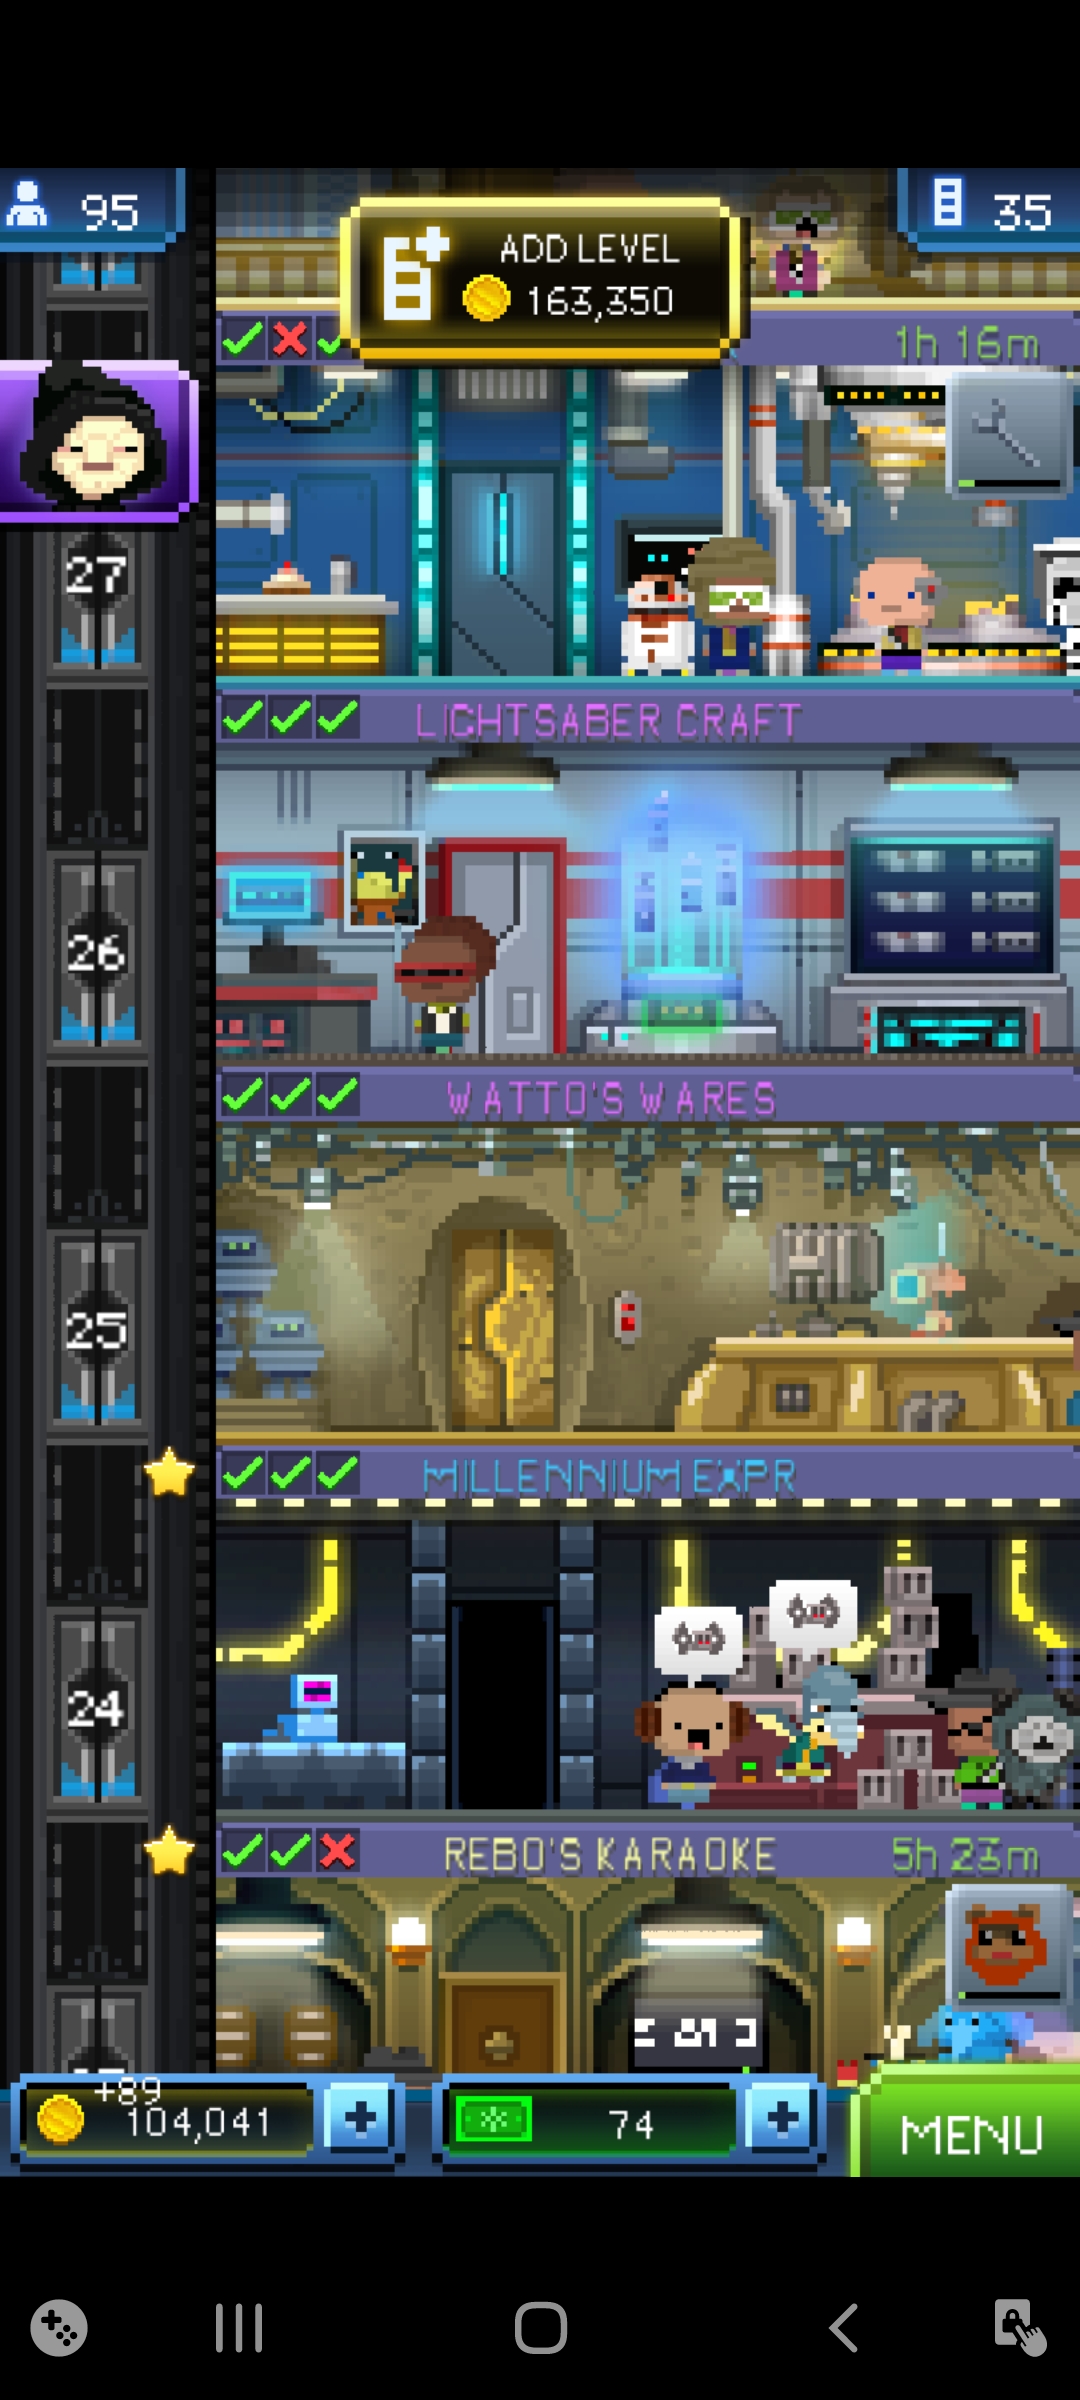 95
ADD LEVEL
163,350
35
1h 16m
27
LIGHTSABER CRAFT
26
WATTO'S WARES
25
MILLENNIUM EXPR
24
REBO'S KARAOKE
5h 23m
+89
104,041
74
MENU